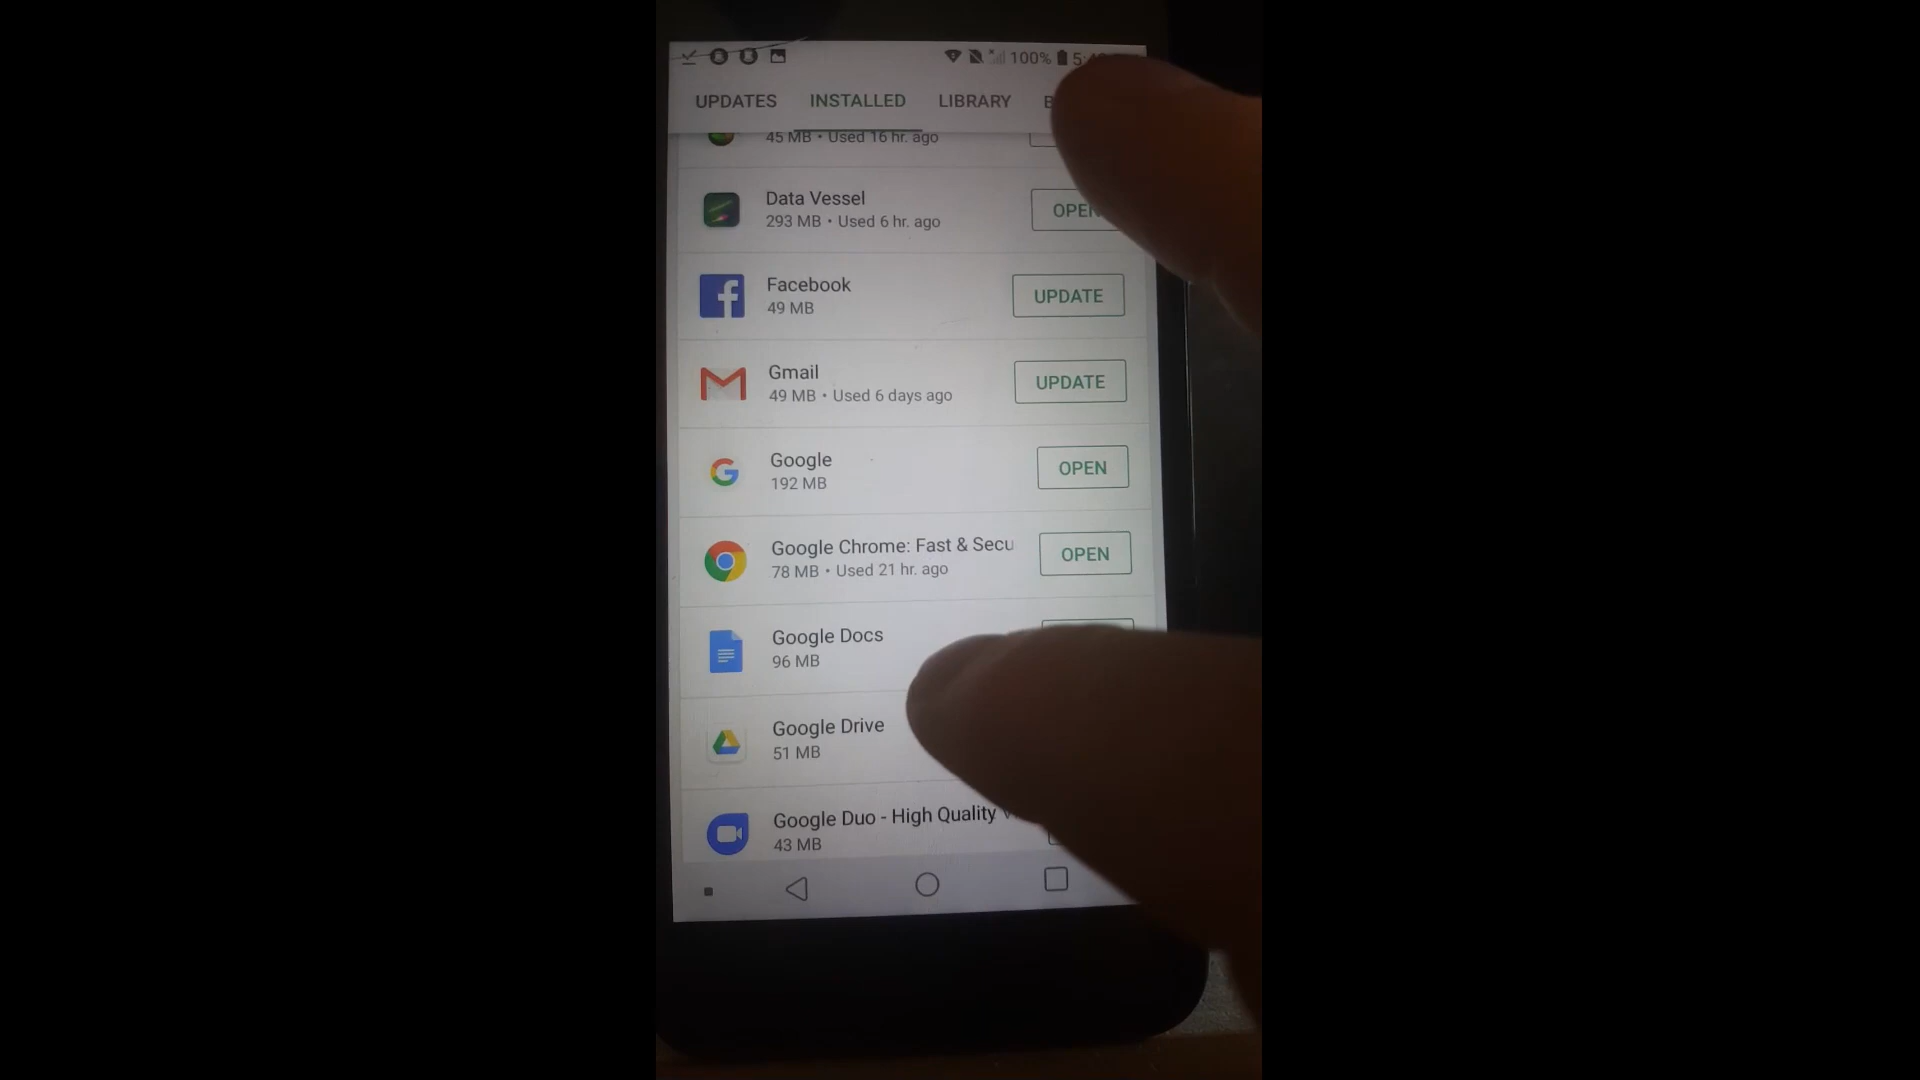 100%
UPDATES INSTALLED LIBRARY
45 MB • Used 16 hr. ago
Data Vessel
293 MB • Used 6 hr. ago
OPEN
Facebook
49 MB
UPDATE
Gmail
49 MB • Used 6 days ago
UPDATE
Google
192 MB
OPEN
Google Chrome: Fast & Secu
78 MB • Used 21 hr. ago
OPEN
Google Docs
96 MB
Google Drive
51 MB
Google Duo - High Quality
43 MB